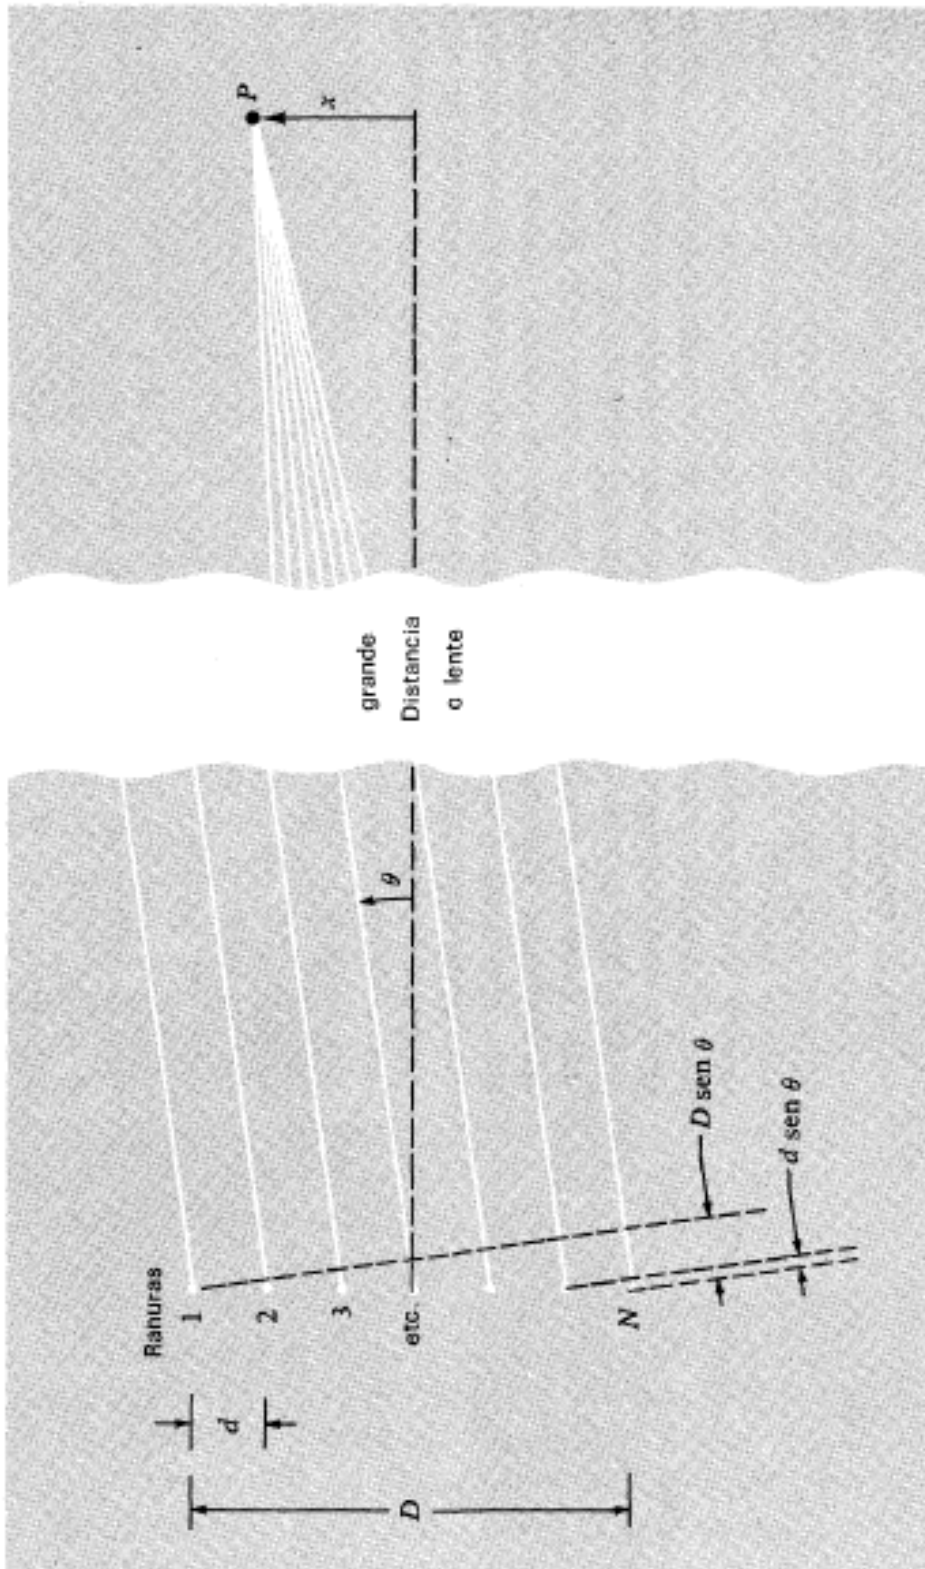 P
x
grande
Distancia
o lente
θ
Ranuras
1
2
3
etc.
N
d
D
D sen θ
d sen θ